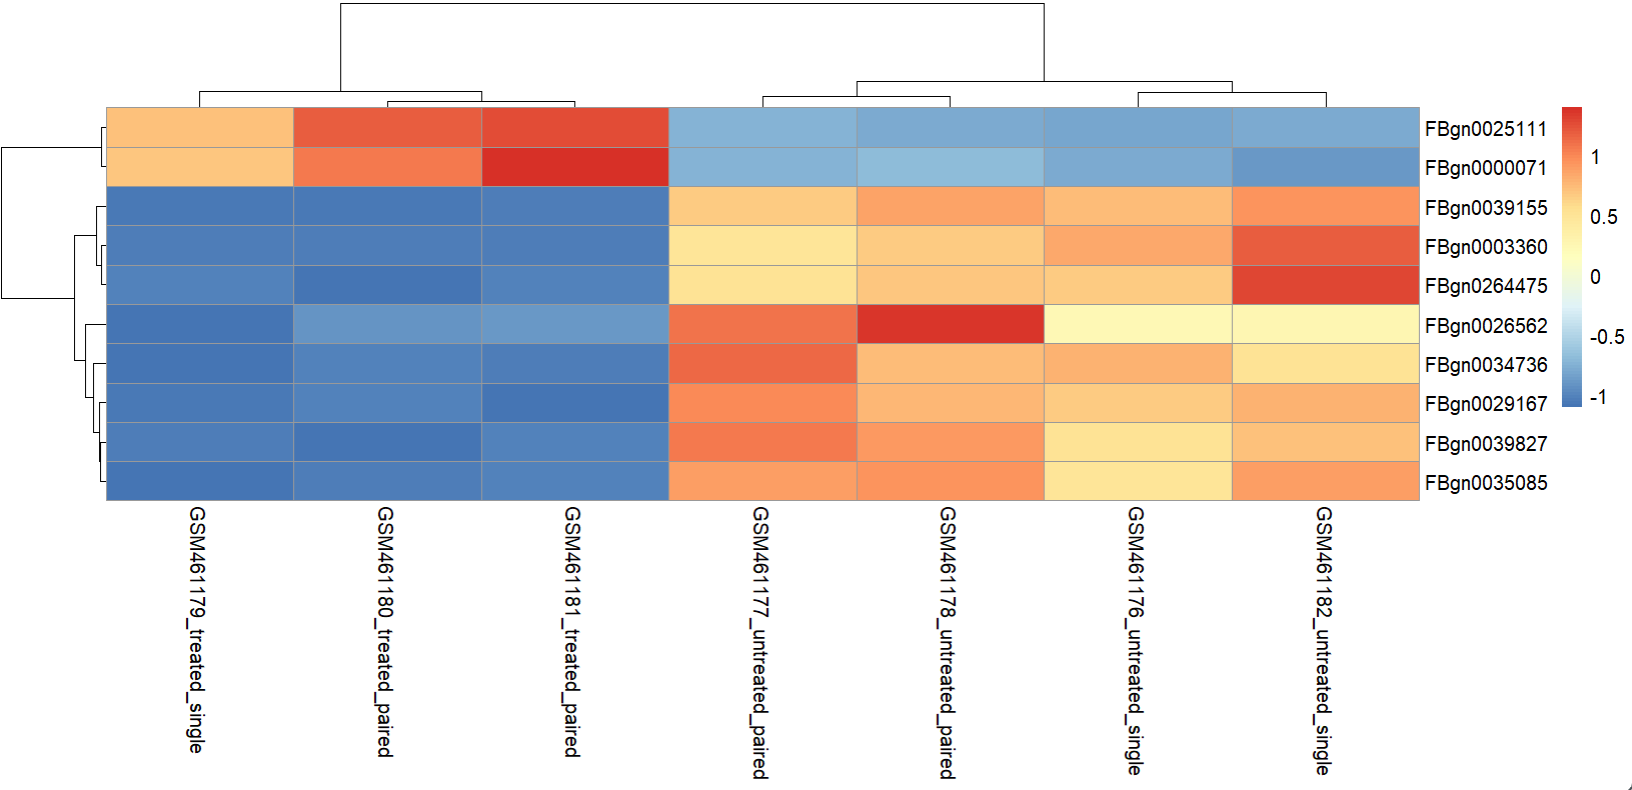 FBgn0025111
FBgn0000071
FBgn0039155
FBgn0003360
FBgn0264475
FBgn0026562
FBgn0034736
FBgn0029167
FBgn0039827
FBgn0035085
1
0.5
0
-0.5
-1
GSM461179_treated_single
GSM461180_treated_paired
GSM461181_treated_paired
GSM461177_untreated_paired
GSM461178_untreated_paired
GSM461176_untreated_single
GSM461182_untreated_single